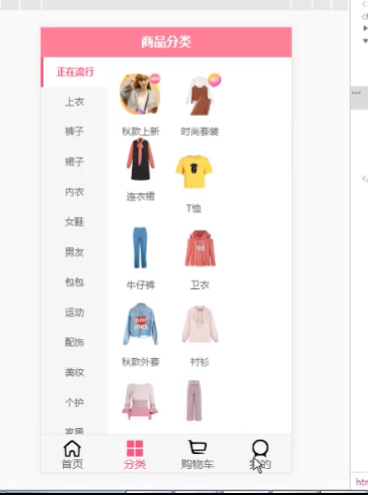 商品分类
正在流行
上衣
裤子
裙子
内衣
女鞋
男友
包包
运动
配饰
美妆
个护
家居
秋款上新 时尚套装
连衣裙 T恤
牛仔裤 卫衣
秋款外套 衬衫
首页 分类 购物车 我的